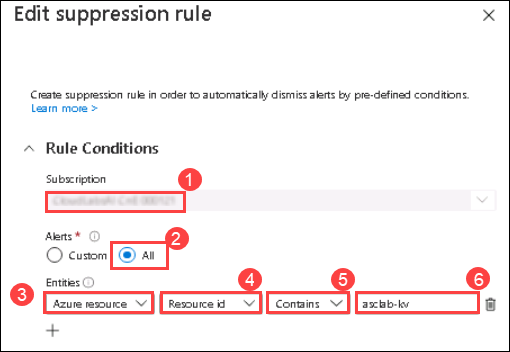 Edit suppression rule
Create suppression rule in order to automatically dismiss alerts by pre-defined conditions.
Learn more >
Rule Conditions
Subscription
1
Alerts *
2
Custom
All
Entities
3
4
5
6
Azure resource
Resource id
Contains
asclab-kv